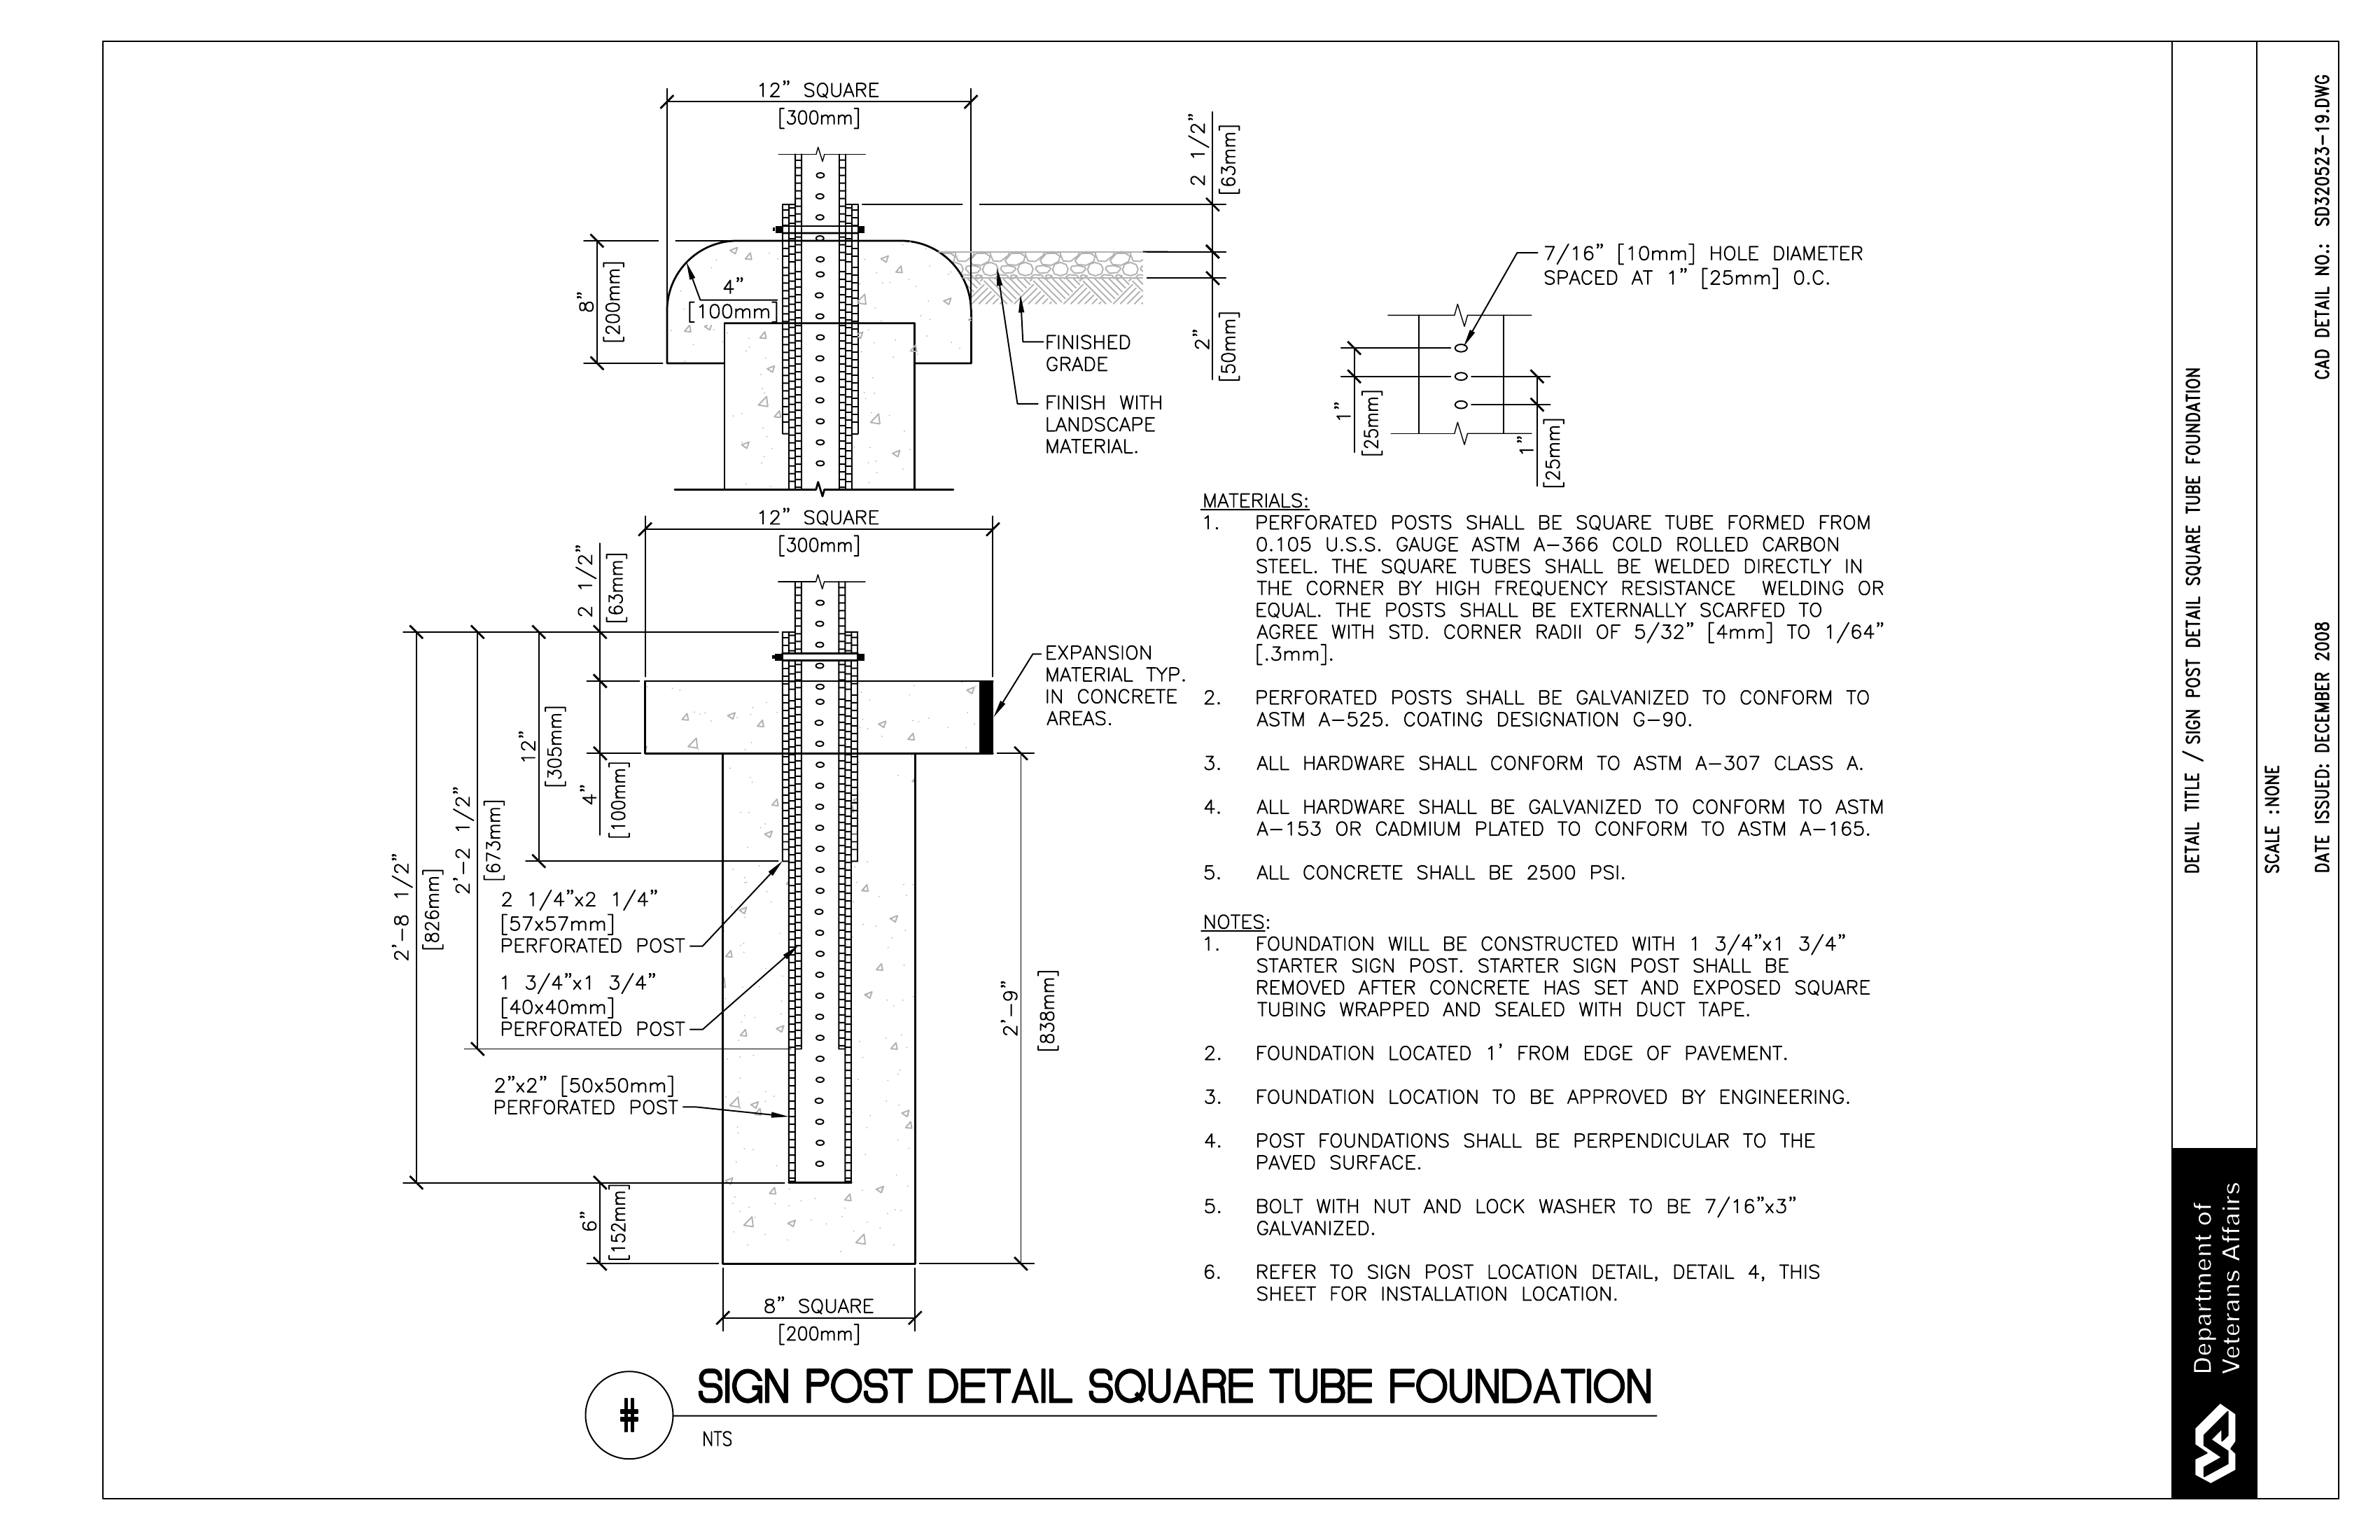 12” SQUARE
[300mm]
2 1/2”
[63mm]
8”
[200mm]
4”
[100mm]
2”
[50mm]
FINISHED
GRADE
FINISH WITH
LANDSCAPE
MATERIAL.
7/16” [10mm] HOLE DIAMETER
SPACED AT 1” [25mm] O.C.
1”
[25mm]
1”
[25mm]
12” SQUARE
[300mm]
2 1/2”
[63mm]
12”
[305mm]
4”
[100mm]
2’-2 1/2”
[673mm]
2’-8 1/2”
[826mm]
EXPANSION
MATERIAL TYP.
IN CONCRETE
AREAS.
2 1/4”x2 1/4”
[57x57mm]
PERFORATED POST
1 3/4”x1 3/4”
[40x40mm]
PERFORATED POST
2”x2” [50x50mm]
PERFORATED POST
2’-9”
[838mm]
6”
[152mm]
8” SQUARE
[200mm]
MATERIALS:
1. PERFORATED POSTS SHALL BE SQUARE TUBE FORMED FROM
0.105 U.S.S. GAUGE ASTM A-366 COLD ROLLED CARBON
STEEL. THE SQUARE TUBES SHALL BE WELDED DIRECTLY IN
THE CORNER BY HIGH FREQUENCY RESISTANCE WELDING OR
EQUAL. THE POSTS SHALL BE EXTERNALLY SCARFED TO
AGREE WITH STD. CORNER RADII OF 5/32” [4mm] TO 1/64”
[.3mm].
2. PERFORATED POSTS SHALL BE GALVANIZED TO CONFORM TO
ASTM A-525. COATING DESIGNATION G-90.
3. ALL HARDWARE SHALL CONFORM TO ASTM A-307 CLASS A.
4. ALL HARDWARE SHALL BE GALVANIZED TO CONFORM TO ASTM
A-153 OR CADMIUM PLATED TO CONFORM TO ASTM A-165.
5. ALL CONCRETE SHALL BE 2500 PSI.
NOTES:
1. FOUNDATION WILL BE CONSTRUCTED WITH 1 3/4”x1 3/4”
STARTER SIGN POST. STARTER SIGN POST SHALL BE
REMOVED AFTER CONCRETE HAS SET AND EXPOSED SQUARE
TUBING WRAPPED AND SEALED WITH DUCT TAPE.
2. FOUNDATION LOCATED 1’ FROM EDGE OF PAVEMENT.
3. FOUNDATION LOCATION TO BE APPROVED BY ENGINEERING.
4. POST FOUNDATIONS SHALL BE PERPENDICULAR TO THE
PAVED SURFACE.
5. BOLT WITH NUT AND LOCK WASHER TO BE 7/16”x3”
GALVANIZED.
6. REFER TO SIGN POST LOCATION DETAIL, DETAIL 4, THIS
SHEET FOR INSTALLATION LOCATION.
#
SIGN POST DETAIL SQUARE TUBE FOUNDATION
NTS
DETAIL TITLE / SIGN POST DETAIL SQUARE TUBE FOUNDATION
SCALE :NONE
DATE ISSUED: DECEMBER 2008
CAD DETAIL NO.: SD320523-19.DWG
Department of
Veterans Affairs